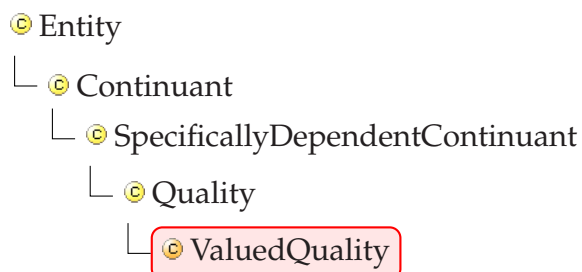 C Entity
C Continuant
C SpecificallyDependentContinuant
C Quality
C ValuedQuality